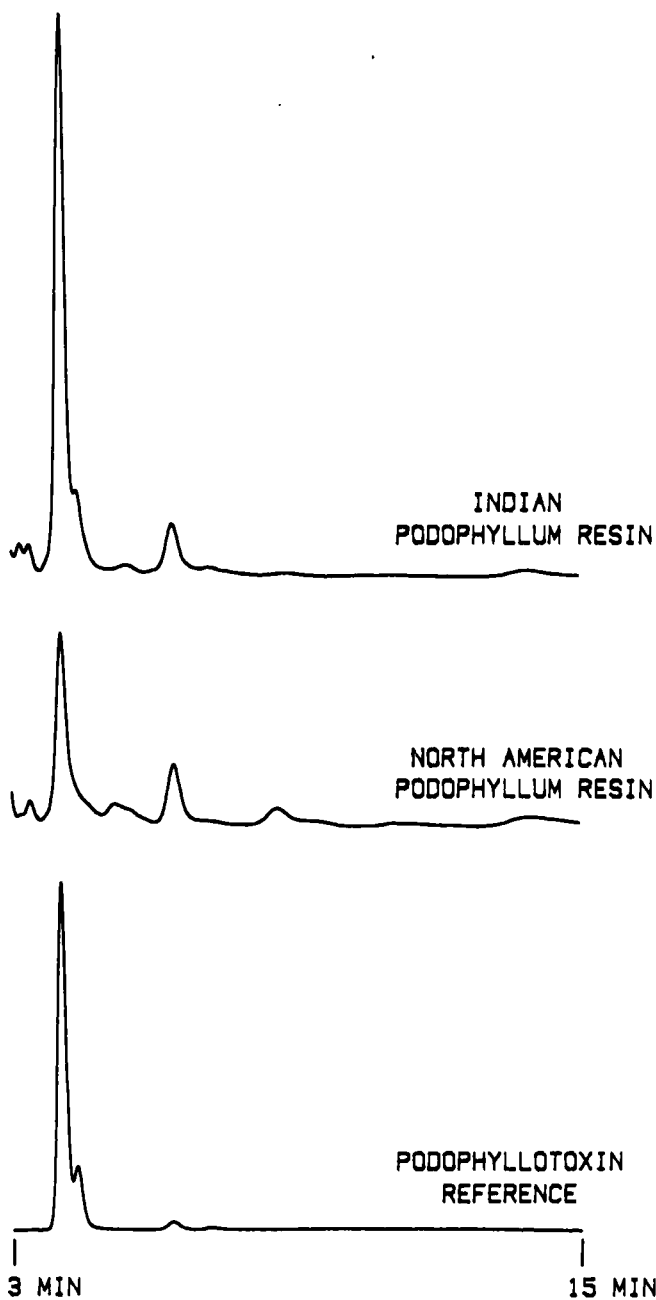 INDIAN
PODOPHYLLUM RESIN
NORTH AMERICAN
PODOPHYLLUM RESIN
PODOPHYLLOTOXIN
REFERENCE
3 MIN
15 MIN